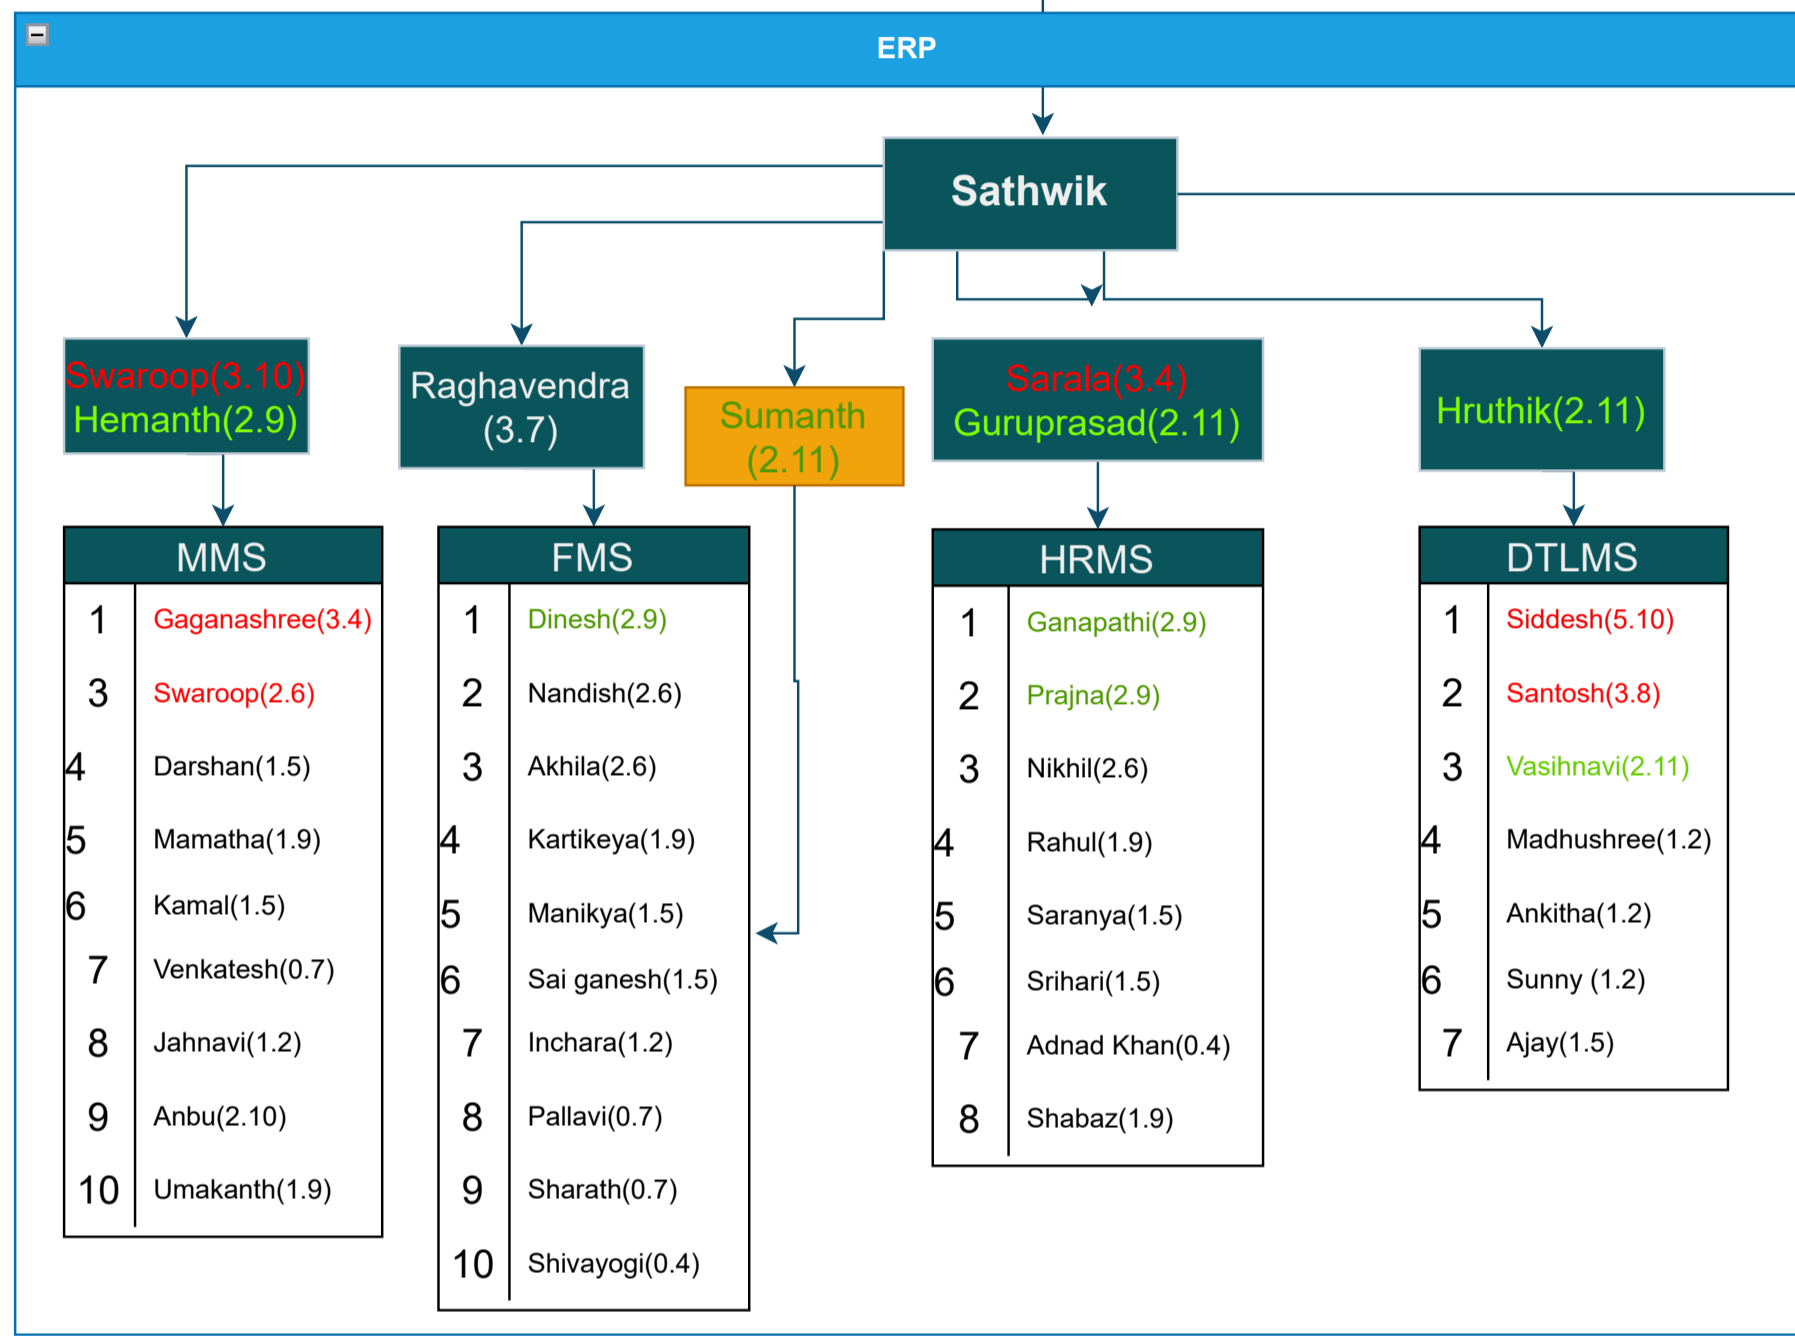 ERP
Sathwik
Swaroop(3.10)
Hemanth(2.9)
Raghavendra
(3.7)
Sumanth
(2.11)
Sarala(3.4)
Guruprasad(2.11)
Hruthik(2.11)
MMS
1 Gaganashree(3.4)
3 Swaroop(2.6)
4 Darshan(1.5)
5 Mamatha(1.9)
6 Kamal(1.5)
7 Venkatesh(0.7)
8 Jahnavi(1.2)
9 Anbu(2.10)
10 Umakanth(1.9)
FMS
1 Dinesh(2.9)
2 Nandish(2.6)
3 Akhila(2.6)
4 Kartikeya(1.9)
5 Manikya(1.5)
6 Sai ganesh(1.5)
7 Inchara(1.2)
8 Pallavi(0.7)
9 Sharath(0.7)
10 Shivayogi(0.4)
HRMS
1 Ganapathi(2.9)
2 Prajna(2.9)
3 Nikhil(2.6)
4 Rahul(1.9)
5 Saranya(1.5)
6 Srihari(1.5)
7 Adnad Khan(0.4)
8 Shabaz(1.9)
DTLMS
1 Siddesh(5.10)
2 Santosh(3.8)
3 Vasihnavi(2.11)
4 Madhushree(1.2)
5 Ankitha(1.2)
6 Sunny (1.2)
7 Ajay(1.5)